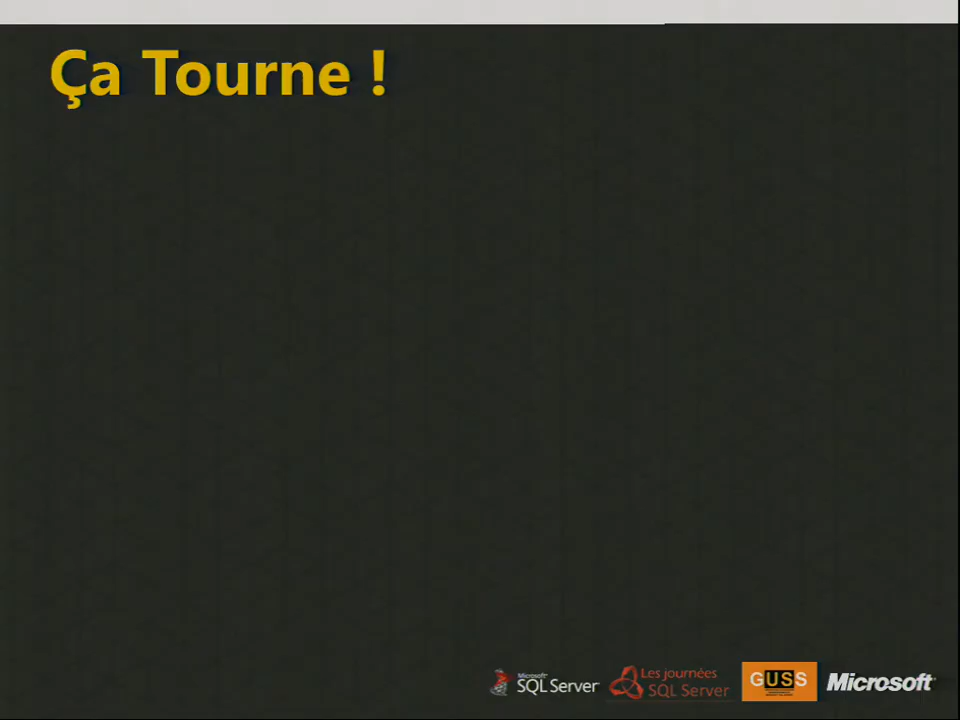 Ça Tourne !
Microsoft
SQL Server
Les journées
SQL Server
GUSS
Microsoft